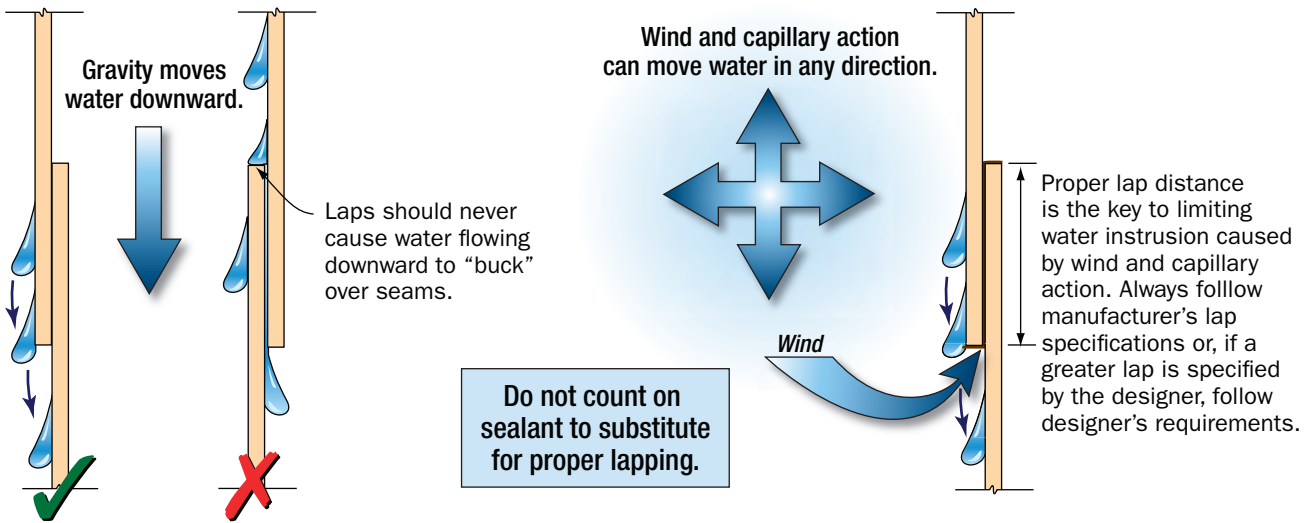 Gravity moves
water downward.
Laps should never
cause water flowing
downward to “buck”
over seams.
Wind and capillary action
can move water in any direction.
Wind
Do not count on
sealant to substitute
for proper lapping.
Proper lap distance
is the key to limiting
water instrusion caused
by wind and capillary
action. Always folllow
manufacturer’s lap
specifications or, if a
greater lap is specified
by the designer, follow
designer’s requirements.